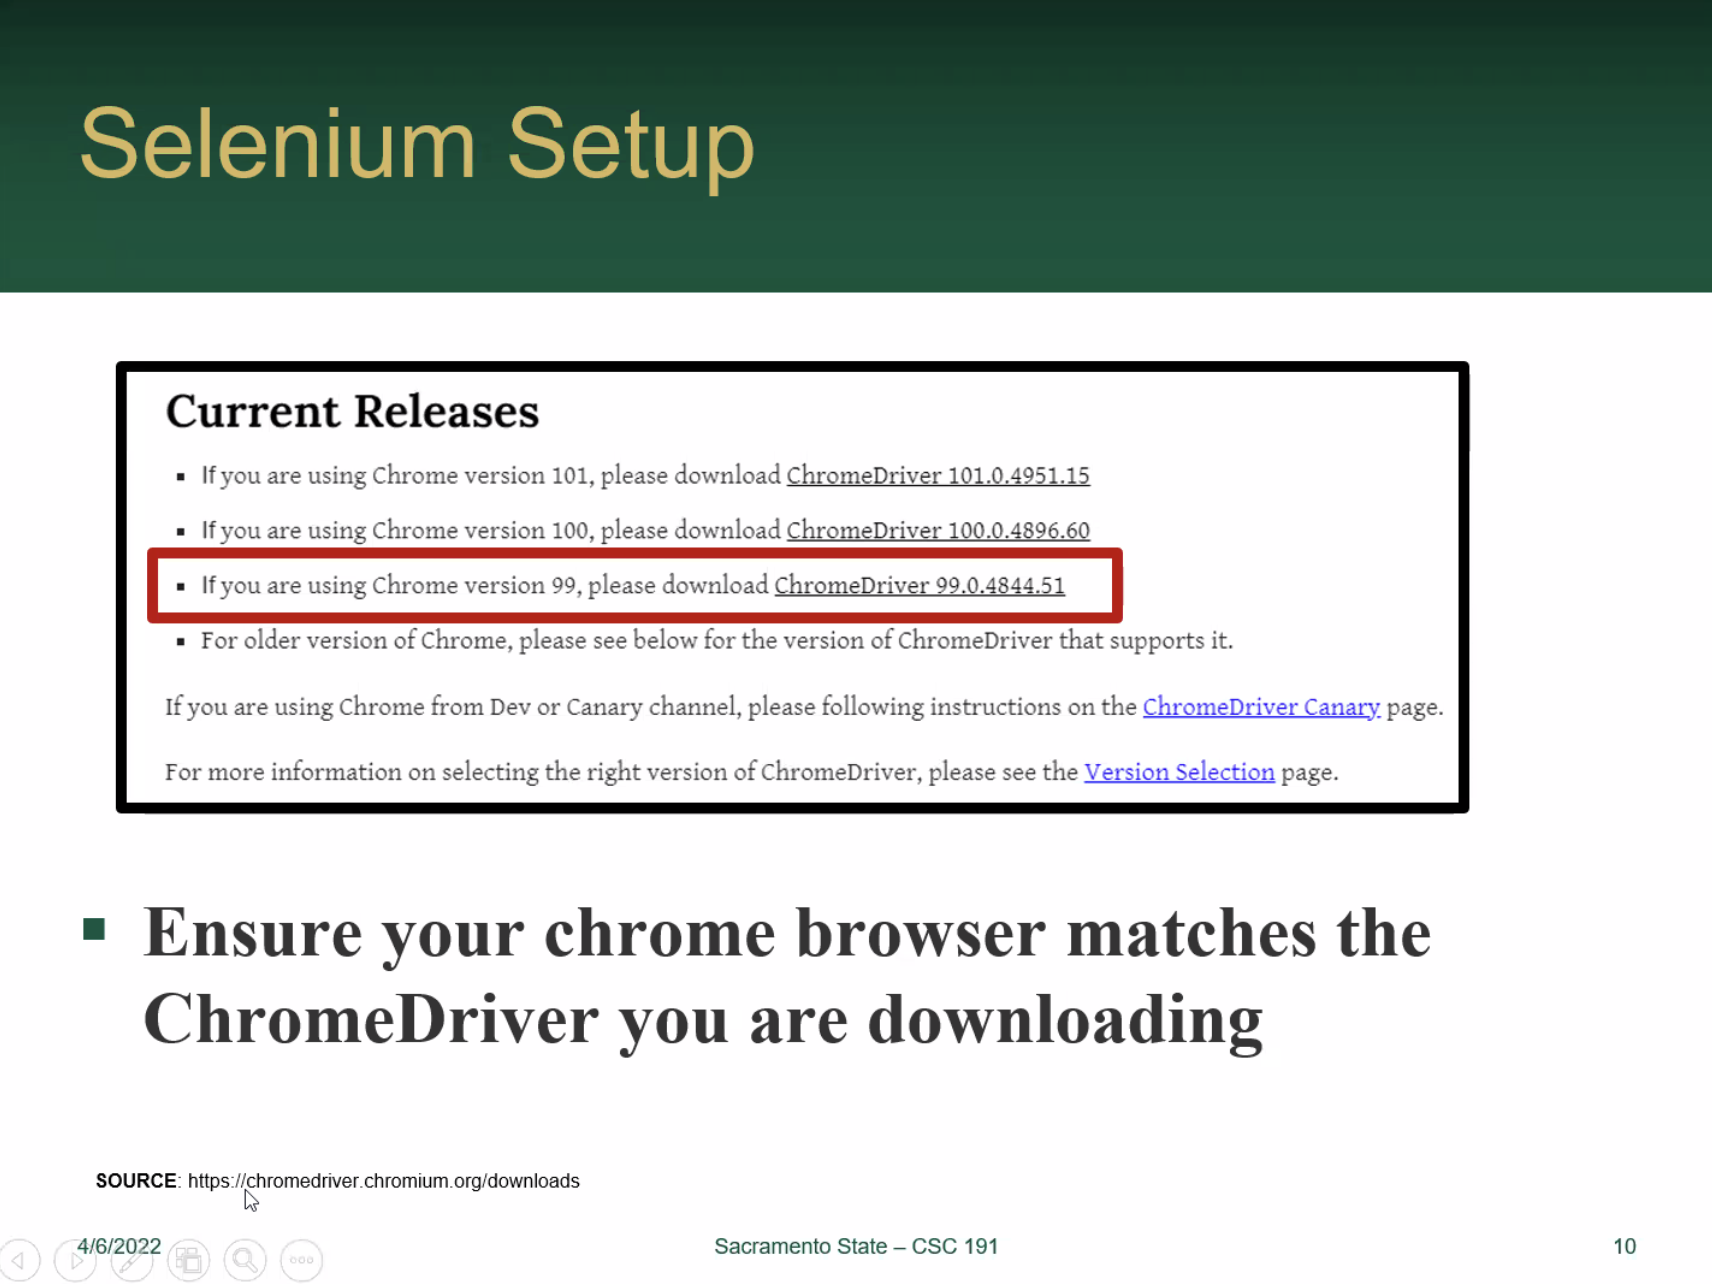 Selenium Setup
Current Releases
▪ If you are using Chrome version 101, please download ChromeDriver 101.0.4951.15
▪ If you are using Chrome version 100, please download ChromeDriver 100.0.4896.60
▪ If you are using Chrome version 99, please download ChromeDriver 99.0.4844.51
▪ For older version of Chrome, please see below for the version of ChromeDriver that supports it.
If you are using Chrome from Dev or Canary channel, please following instructions on the ChromeDriver Canary page.
For more information on selecting the right version of ChromeDriver, please see the Version Selection page.
▪ Ensure your chrome browser matches the
ChromeDriver you are downloading
SOURCE: https://chromedriver.chromium.org/downloads
4/6/2022
Sacramento State – CSC 191
10